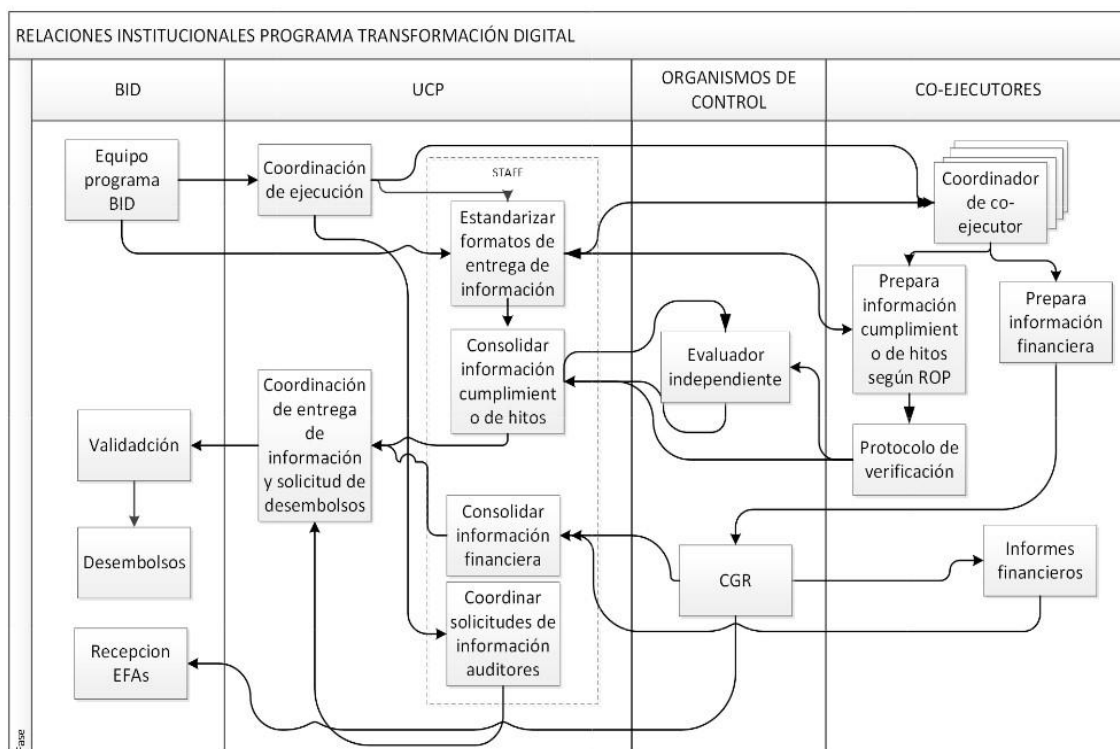 RELACIONES INSTITUCIONALES PROGRAMA TRANSFORMACIÓN DIGITAL
BID
UCP
ORGANISMOS DE
CONTROL
CO-EJECUTORES
Equipo
programa
BID
Coordinación
de ejecución
STAFF
Estandarizar
formatos de
entrega de
información
Coordinador
de co-
ejecutor
Prepara
información
cumplimient
o de hitos
según ROP
Prepara
información
financiera
Consolidar
información
cumplimient
o de hitos
Evaluador
independiente
Coordinación
de entrega
de
información
y solicitud de
desembolsos
Validadción
Protocolo de
verificación
Desembolsos
Consolidar
información
financiera
CGR
Informes
financieros
Coordinar
solicitudes de
información
auditores
Recepcion
EFAs
Fase